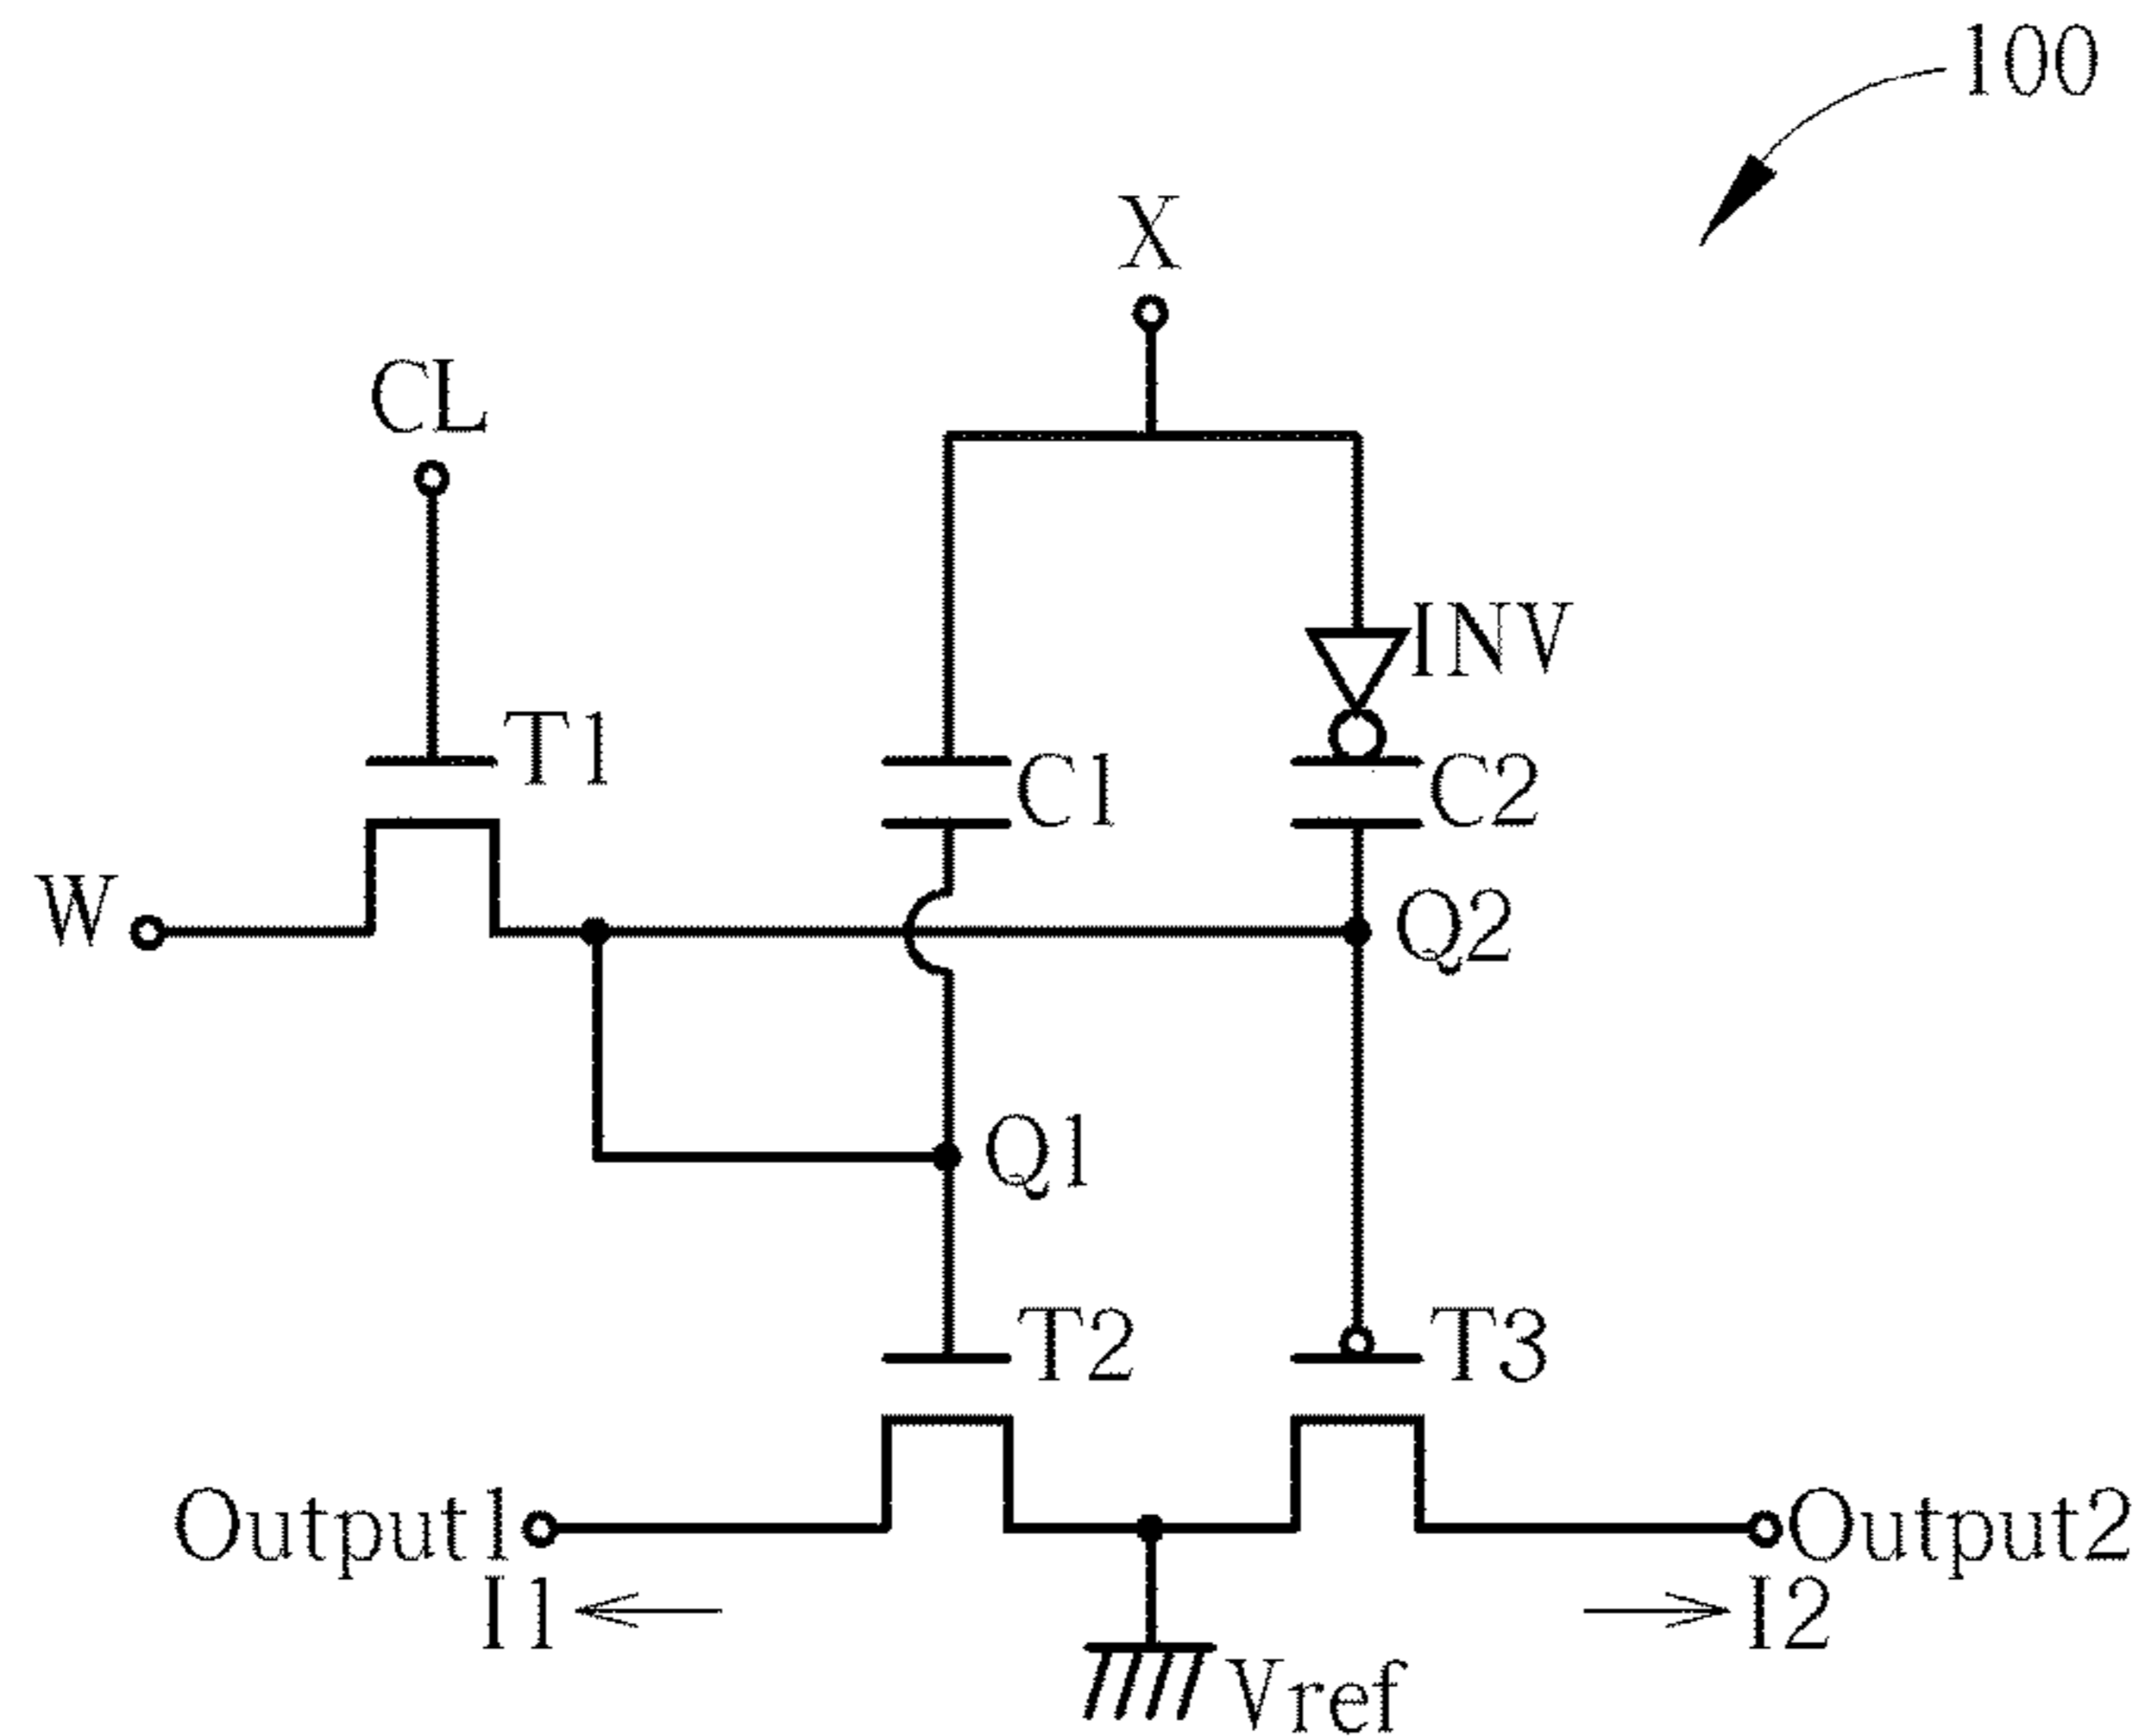 100
X
CL
INV
T1
C1
C2
W
Q2
Q1
T2
T3
Output1
Output2
I1
I2
Vref